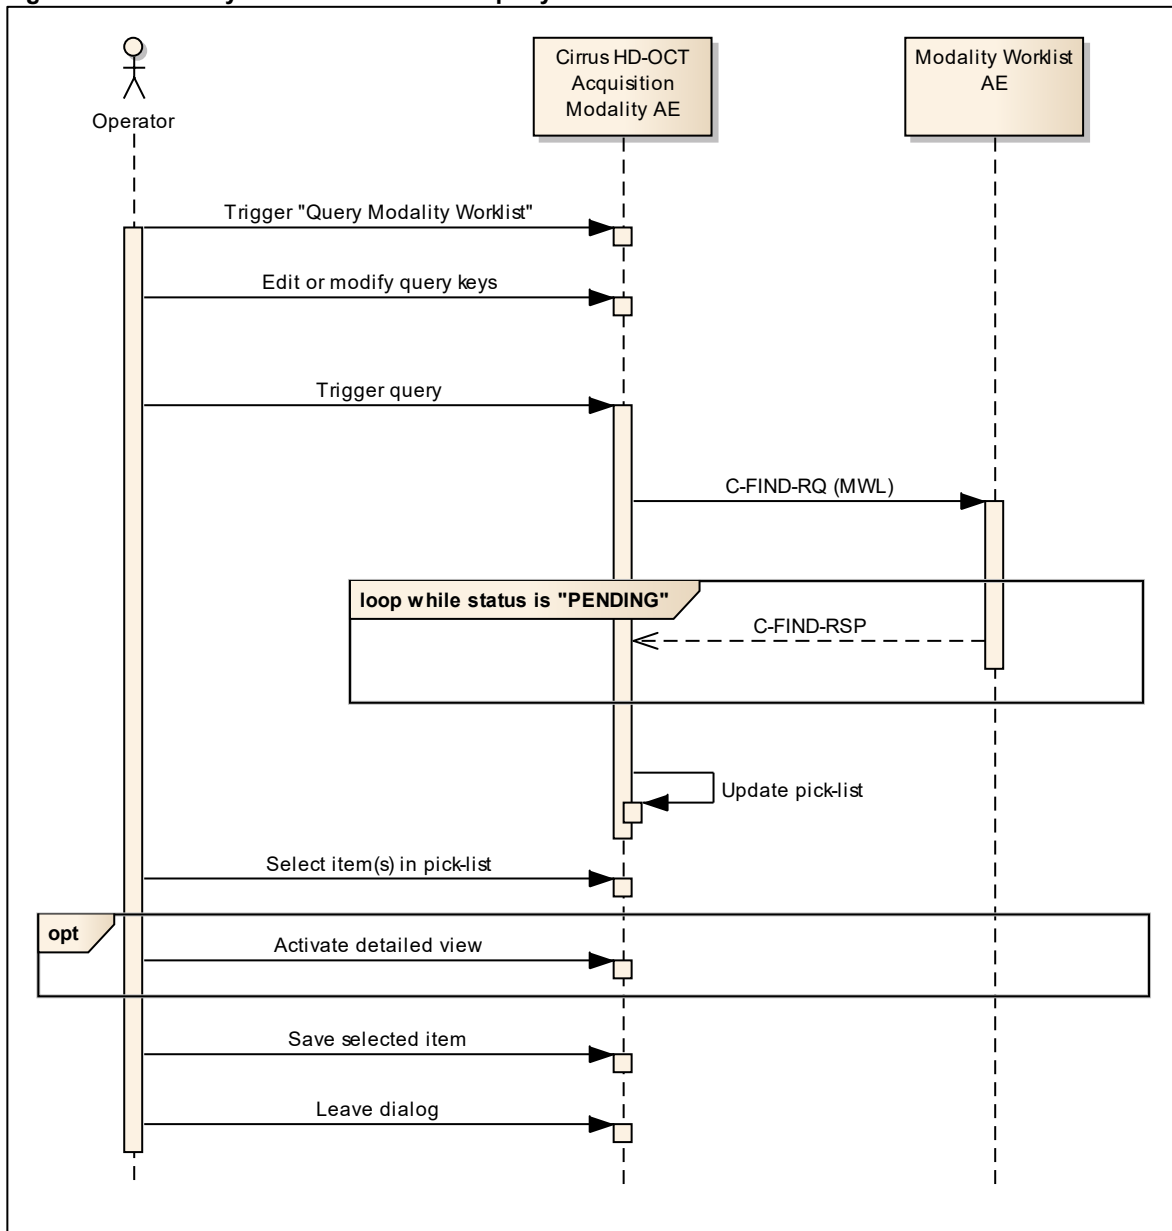 Cirrus HD-OCT
Acquisition
Modality AE
Modality Worklist
AE
Operator
Trigger "Query Modality Worklist"
Edit or modify query keys
Trigger query
C-FIND-RQ (MWL)
loop while status is "PENDING"
C-FIND-RSP
Update pick-list
Select item(s) in pick-list
opt
Activate detailed view
Save selected item
Leave dialog